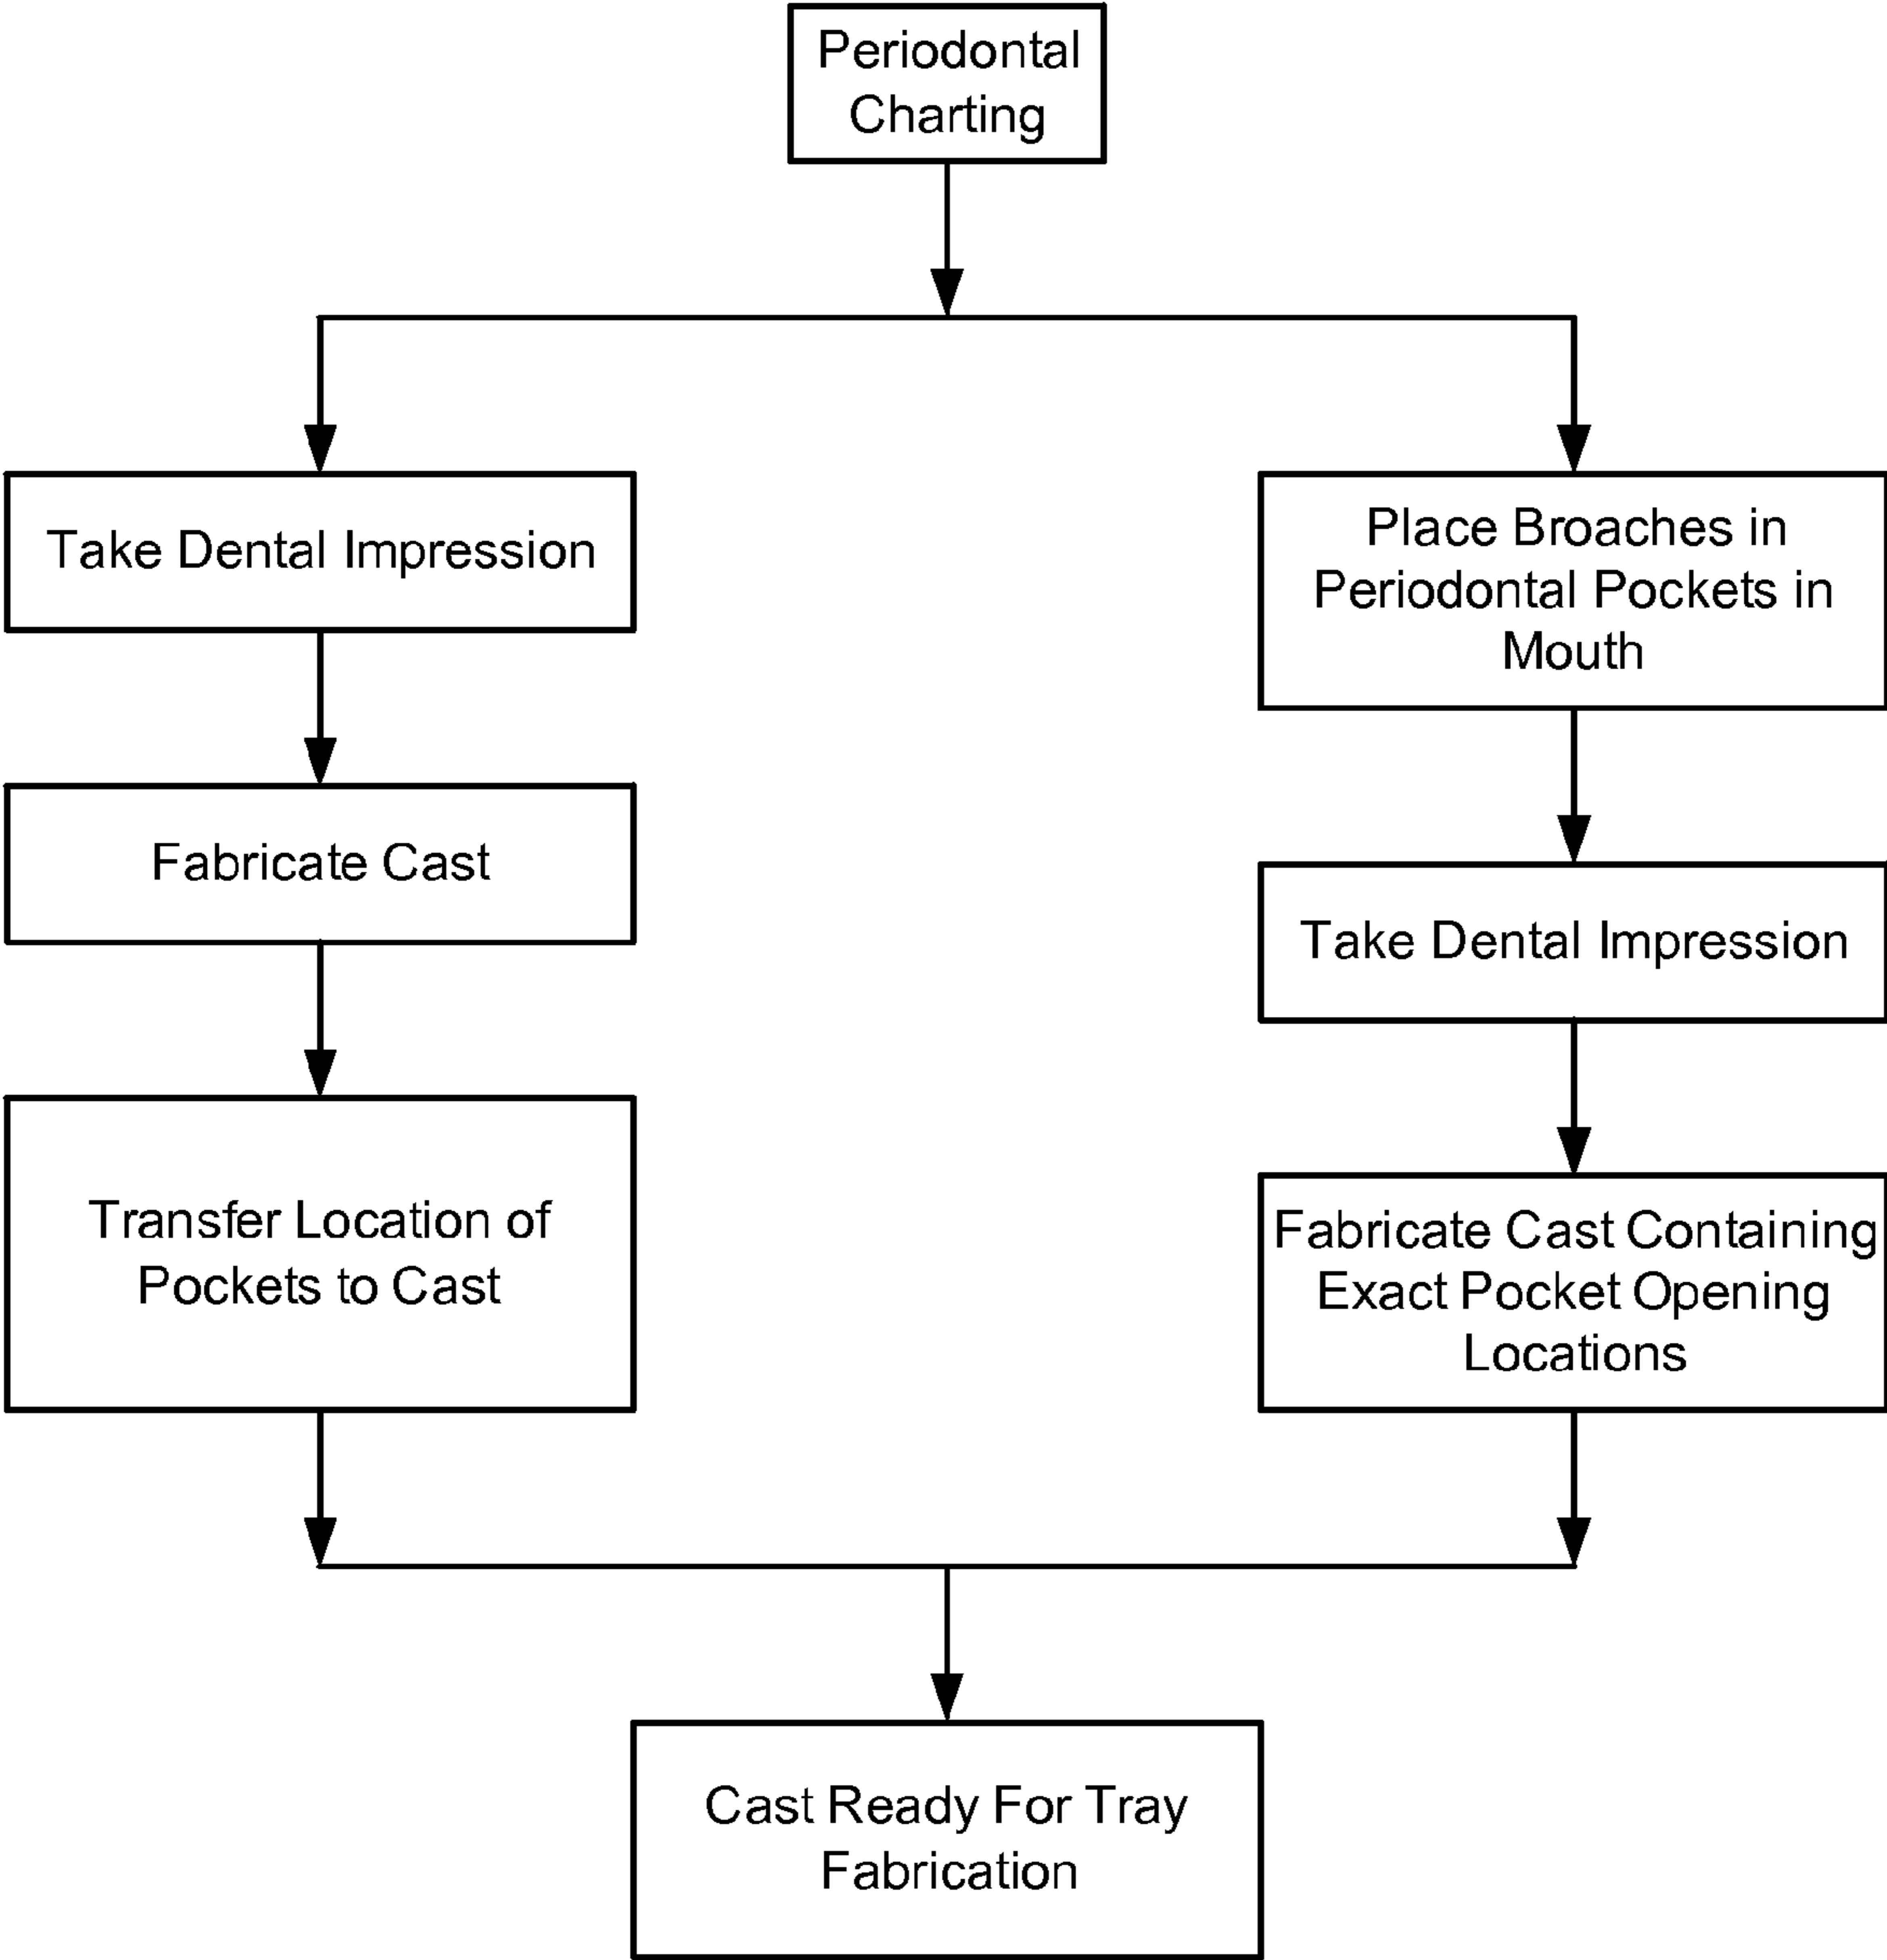 Periodontal
Charting
Take Dental Impression
Fabricate Cast
Transfer Location of
Pockets to Cast
Place Broaches in
Periodontal Pockets in
Mouth
Take Dental Impression
Fabricate Cast Containing
Exact Pocket Opening
Locations
Cast Ready For Tray
Fabrication